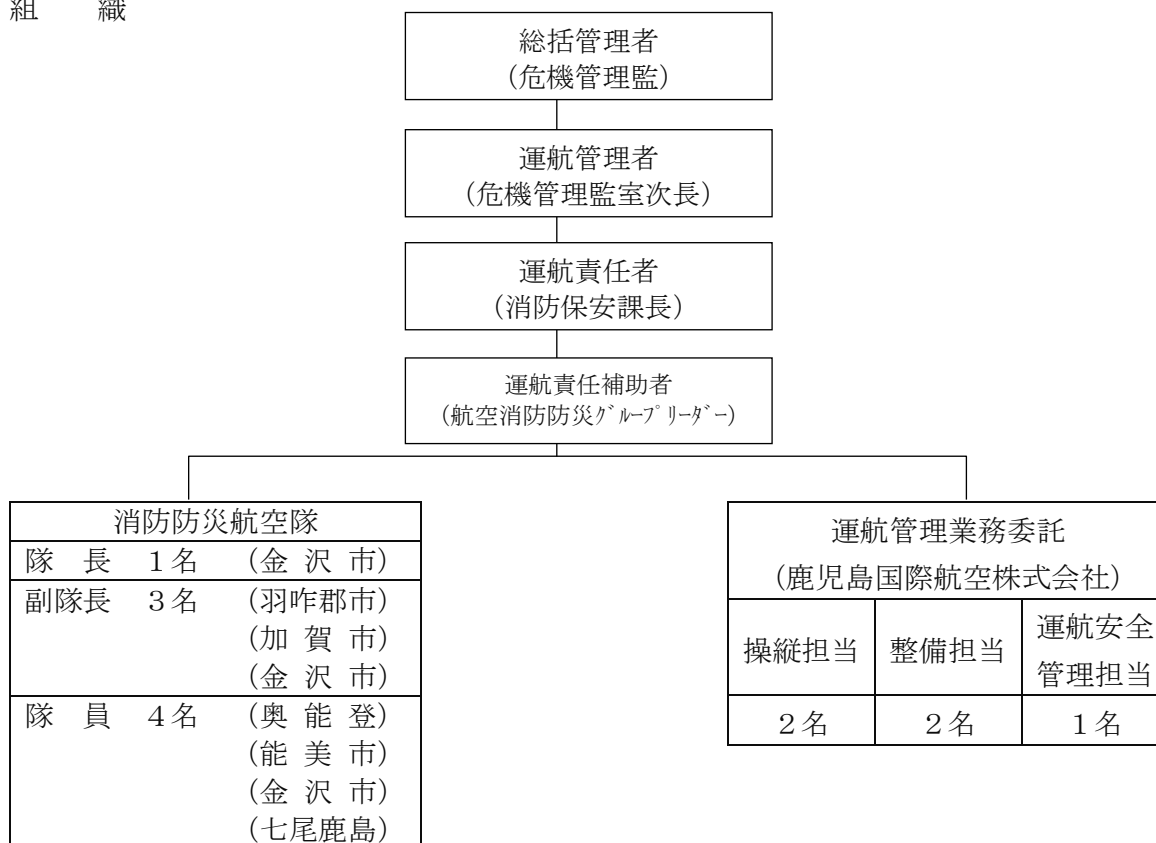 組　　織
総括管理者
（危機管理監）
運航管理者
（危機管理監室次長）
運航責任者
（消防保安課長）
運航責任補助者
（航空消防防災ｸﾞﾙｰﾌﾟﾘｰﾀﾞｰ）
消防防災航空隊
隊　長　１名　（金 沢 市）
副隊長　３名　（羽咋郡市）
（加 賀 市）
（金 沢 市）
隊　員　４名　（奥 能 登）
（能 美 市）
（金 沢 市）
（七尾鹿島）
運航管理業務委託
（鹿児島国際航空株式会社）
操縦担当　整備担当　運航安全
管理担当
２名　２名　１名